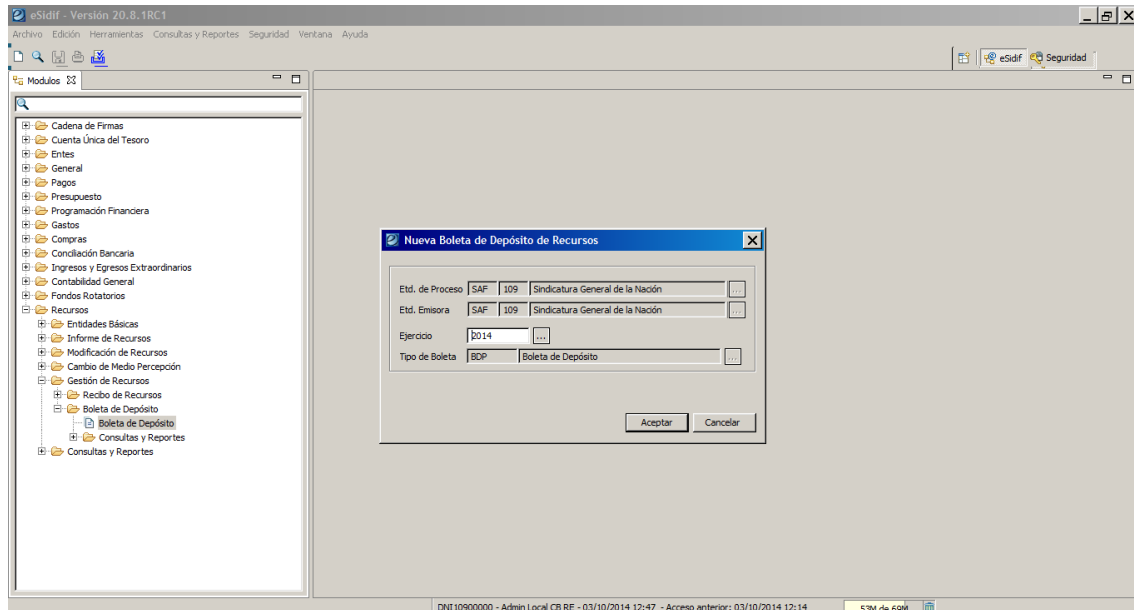 eSidif - Versión 20.8.1RC1
Archivo Edición Herramientas Consultas y Reportes Seguridad Ventana Ayuda
eSidif Seguridad
Modulos
Cadena de Firmas
Cuenta Única del Tesoro
Entes
General
Pagos
Presupuesto
Programación Financiera
Gastos
Compras
Conciliación Bancaria
Ingresos y Egresos Extraordinarios
Contabilidad General
Fondos Rotatorios
Recursos
Entidades Básicas
Informe de Recursos
Modificación de Recursos
Cambio de Medio Percepción
Gestión de Recursos
Recibo de Recursos
Boleta de Depósito
Boleta de Depósito
Consultas y Reportes
Consultas y Reportes
Nueva Boleta de Depósito de Recursos
Etd. de Proceso SAF 109 Sindicatura General de la Nación ...
Etd. Emisora SAF 109 Sindicatura General de la Nación ...
Ejercicio 2014 ...
Tipo de Boleta BDP Boleta de Depósito ...
Aceptar Cancelar
DNI10900000 - Admin Local CB RE - 03/10/2014 12:47 - Acceso anterior: 03/10/2014 12:14 53M de 69M